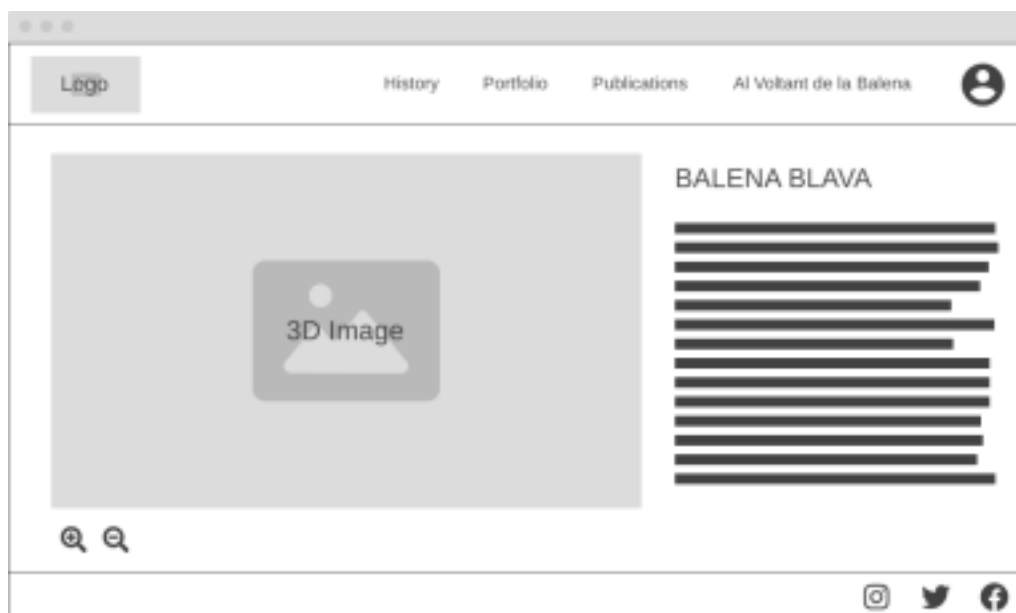 Logo
History Portfolio Publications Al Voltant de la Balena
BALENA BLAVA
3D Image